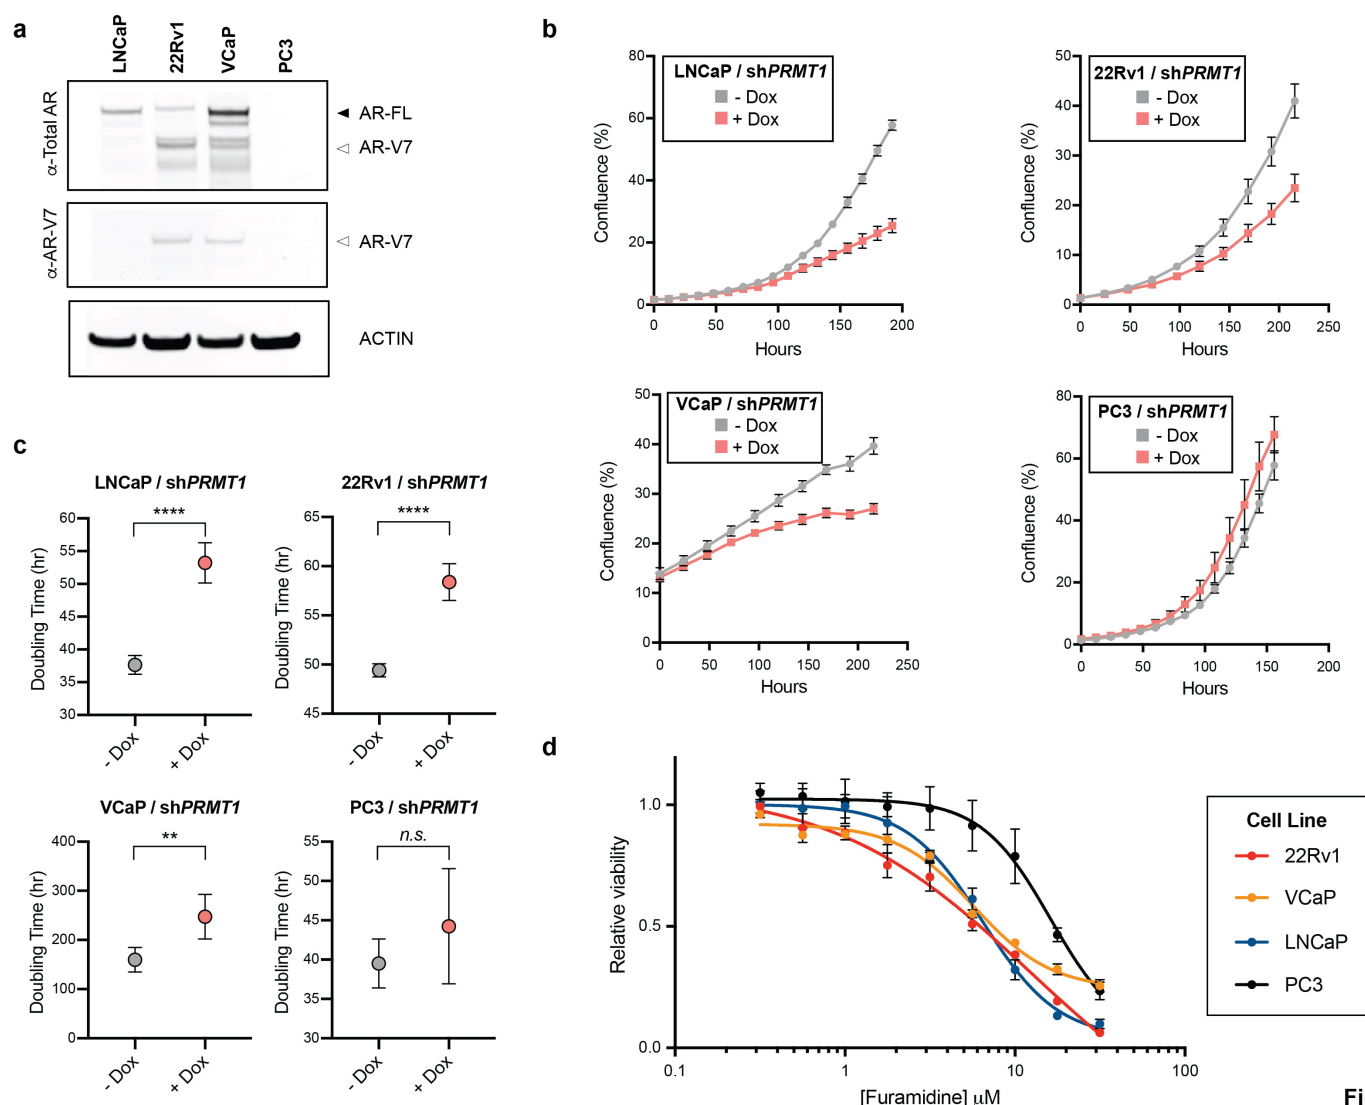 a
LNCaP
22Rv1
VCaP
PC3
α-Total AR
AR-FL
AR-V7
α-AR-V7
AR-V7
ACTIN
b
LNCaP / shPRMT1
- Dox
+ Dox
Confluence (%)
80
60
40
20
0
0 50 100 150 200
Hours
22Rv1 / shPRMT1
- Dox
+ Dox
Confluence (%)
50
40
30
20
10
0
0 50 100 150 200 250
Hours
VCaP / shPRMT1
- Dox
+ Dox
Confluence (%)
50
40
30
20
10
0
0 50 100 150 200 250
Hours
PC3 / shPRMT1
- Dox
+ Dox
Confluence (%)
80
60
40
20
0
0 50 100 150 200
Hours
c
LNCaP / shPRMT1
****
Doubling Time (hr)
60
55
50
45
40
35
30
- Dox
+ Dox
22Rv1 / shPRMT1
****
Doubling Time (hr)
65
60
55
50
45
- Dox
+ Dox
VCaP / shPRMT1
**
Doubling Time (hr)
400
300
200
100
0
- Dox
+ Dox
PC3 / shPRMT1
n.s.
Doubling Time (hr)
55
50
45
40
35
30
- Dox
+ Dox
d
Relative viability
1.0
0.5
0.0
0.1 1 10 100
[Furamidine] μM
Cell Line
22Rv1
VCaP
LNCaP
PC3
Fi